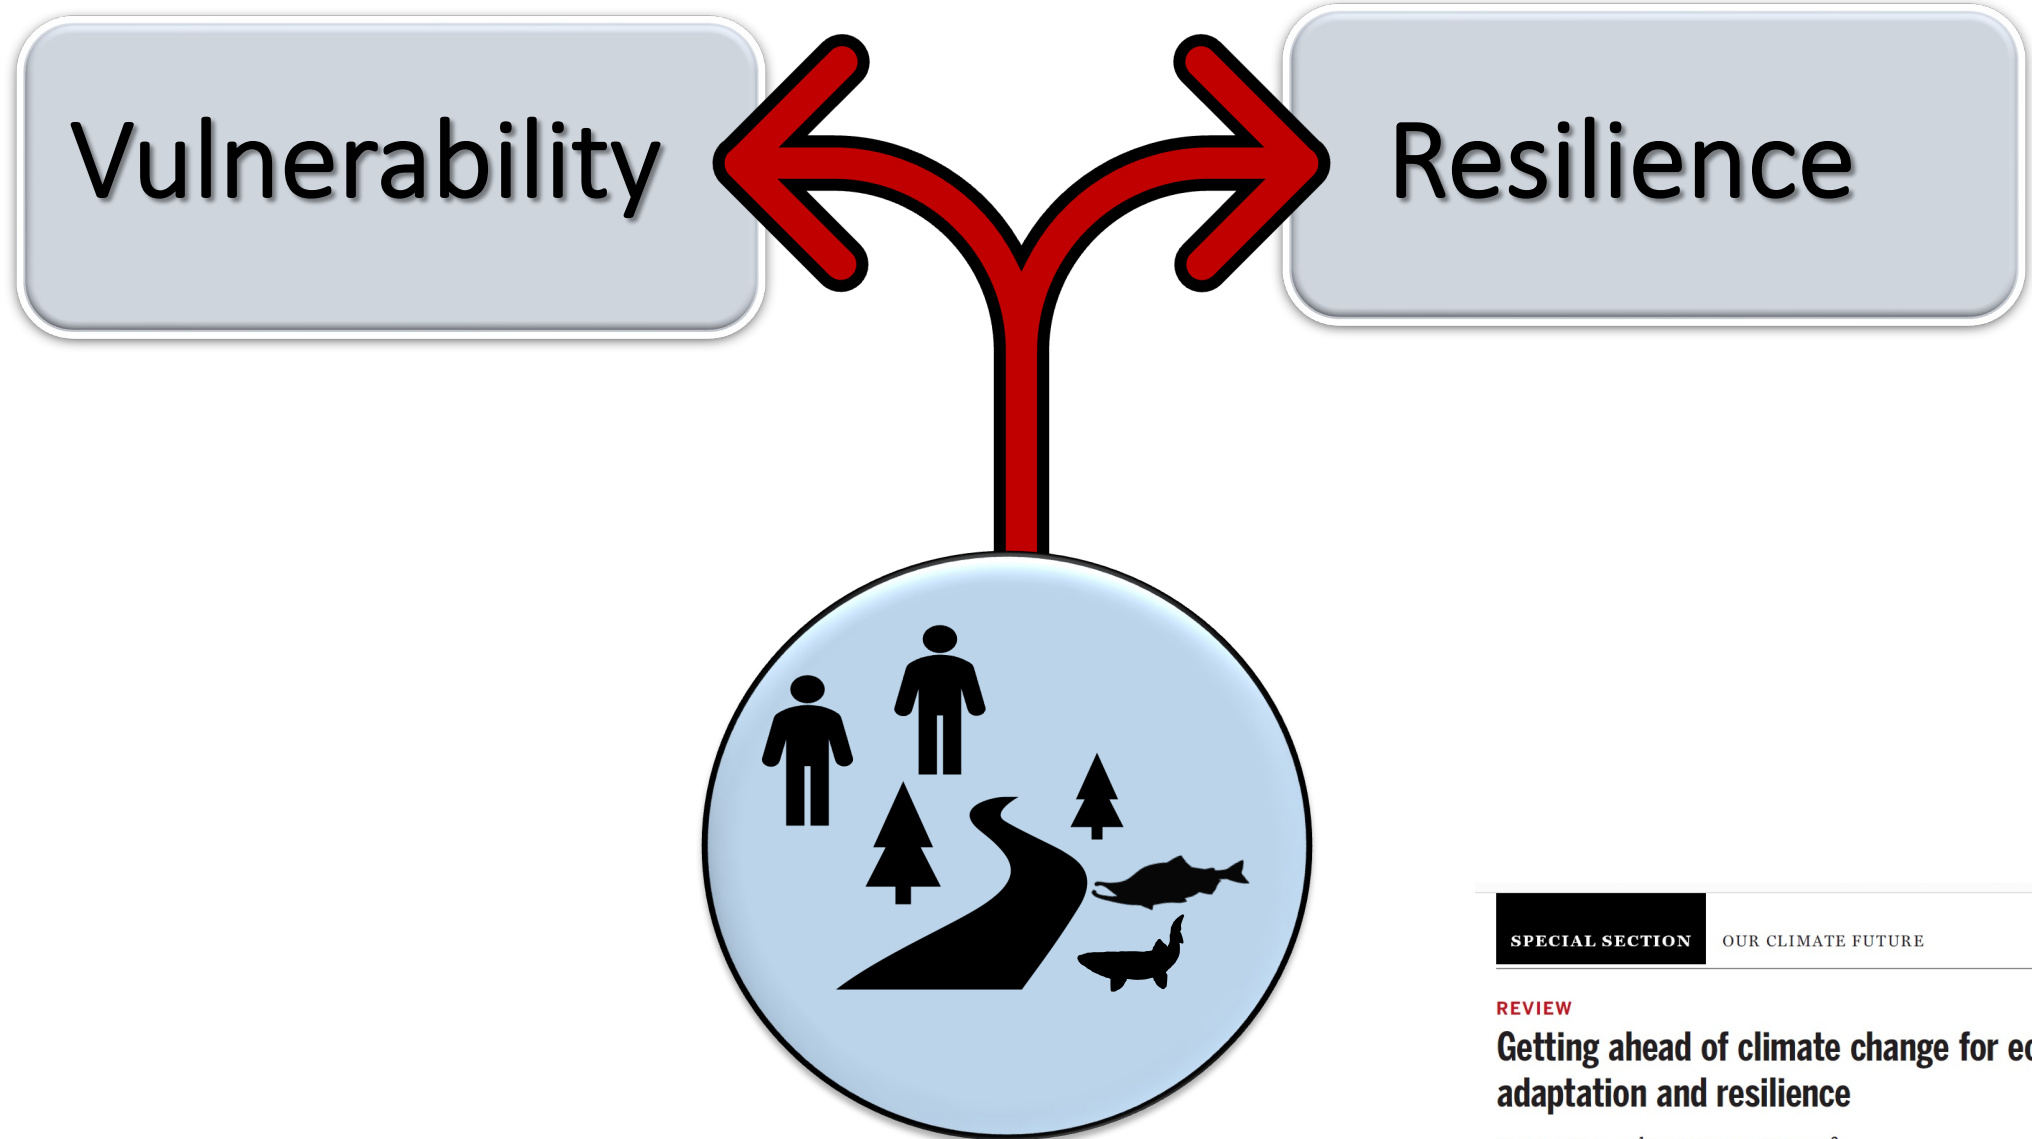 Vulnerability
Resilience
SPECIAL SECTION OUR CLIMATE FUTURE
REVIEW
Getting ahead of climate change for
adaptation and resilience